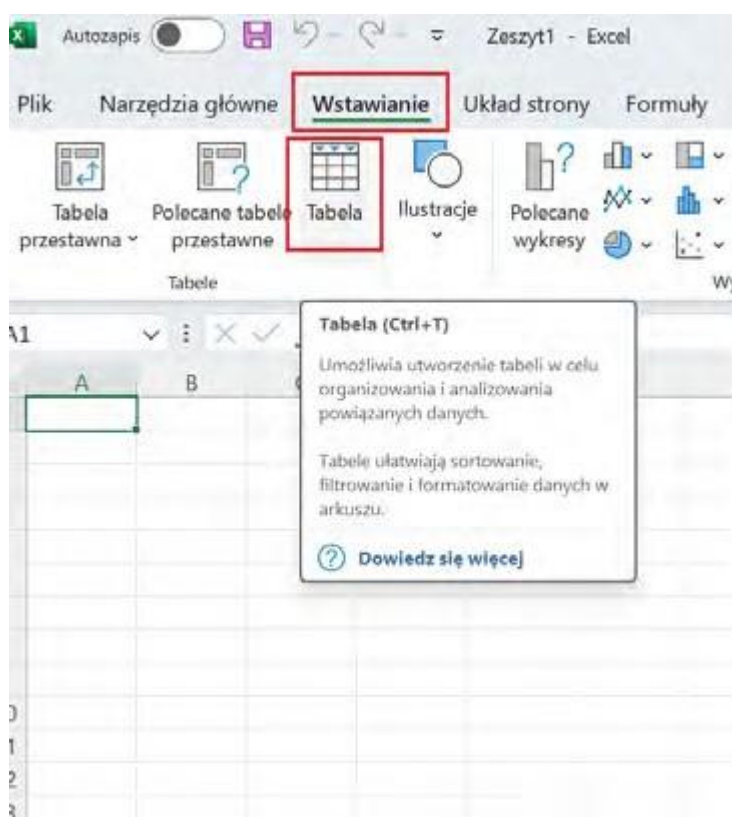 Autozapis
Zeszyt1 - Excel
Plik Narzędzia główne Wstawianie Układ strony Formuły
Tabela przestawna
Polecane tabele przestawne
Tabela
Ilustracje
Polecane wykresy
Tabele
A1
A B
Tabela (Ctrl+T)
Umożliwia utworzenie tabeli w celu
organizowania i analizowania
powiązanych danych.
Tabele ułatwiają sortowanie,
filtrowanie i formatowanie danych w
arkuszu.
Dowiedz się więcej